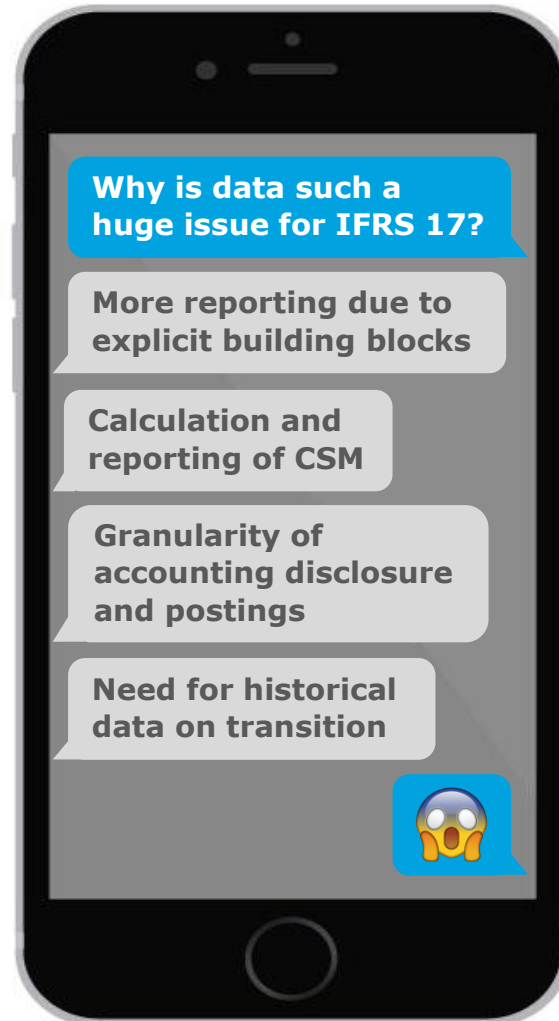 Why is data such a
huge issue for IFRS 17?
More reporting due to
explicit building blocks
Calculation and
reporting of CSM
Granularity of
accounting disclosure
and postings
Need for historical
data on transition